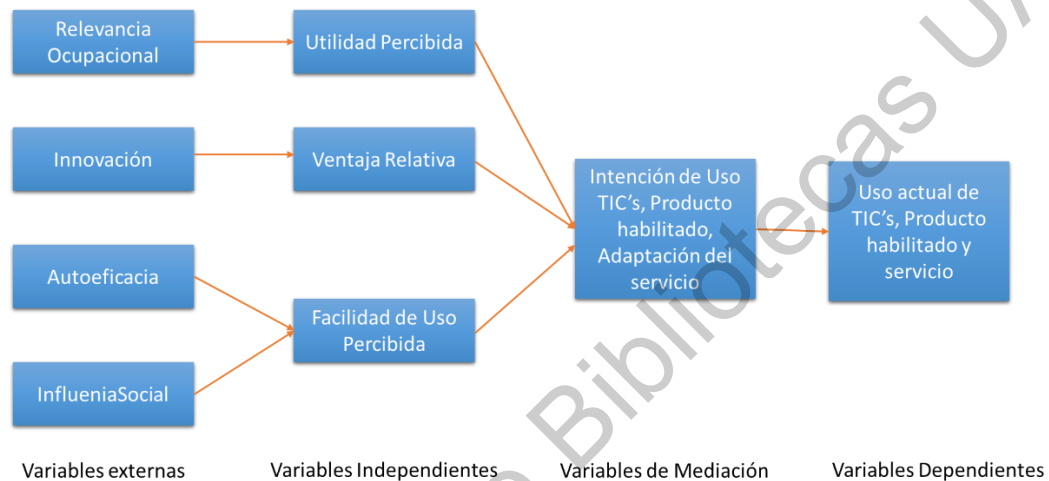 Relevancia
Ocupacional
Utilidad Percibida
Innovación
Ventaja Relativa
Intención de Uso
TIC's, Producto
habilitado,
Adaptación del
servicio
Uso actual de
TIC's, Producto
habilitado y
servicio
Autoeficacia
Facilidad de Uso
Percibida
InflueniaSocial
Variables externas
Variables Independientes
Variables de Mediación
Variables Dependientes
Bibliotecas UA